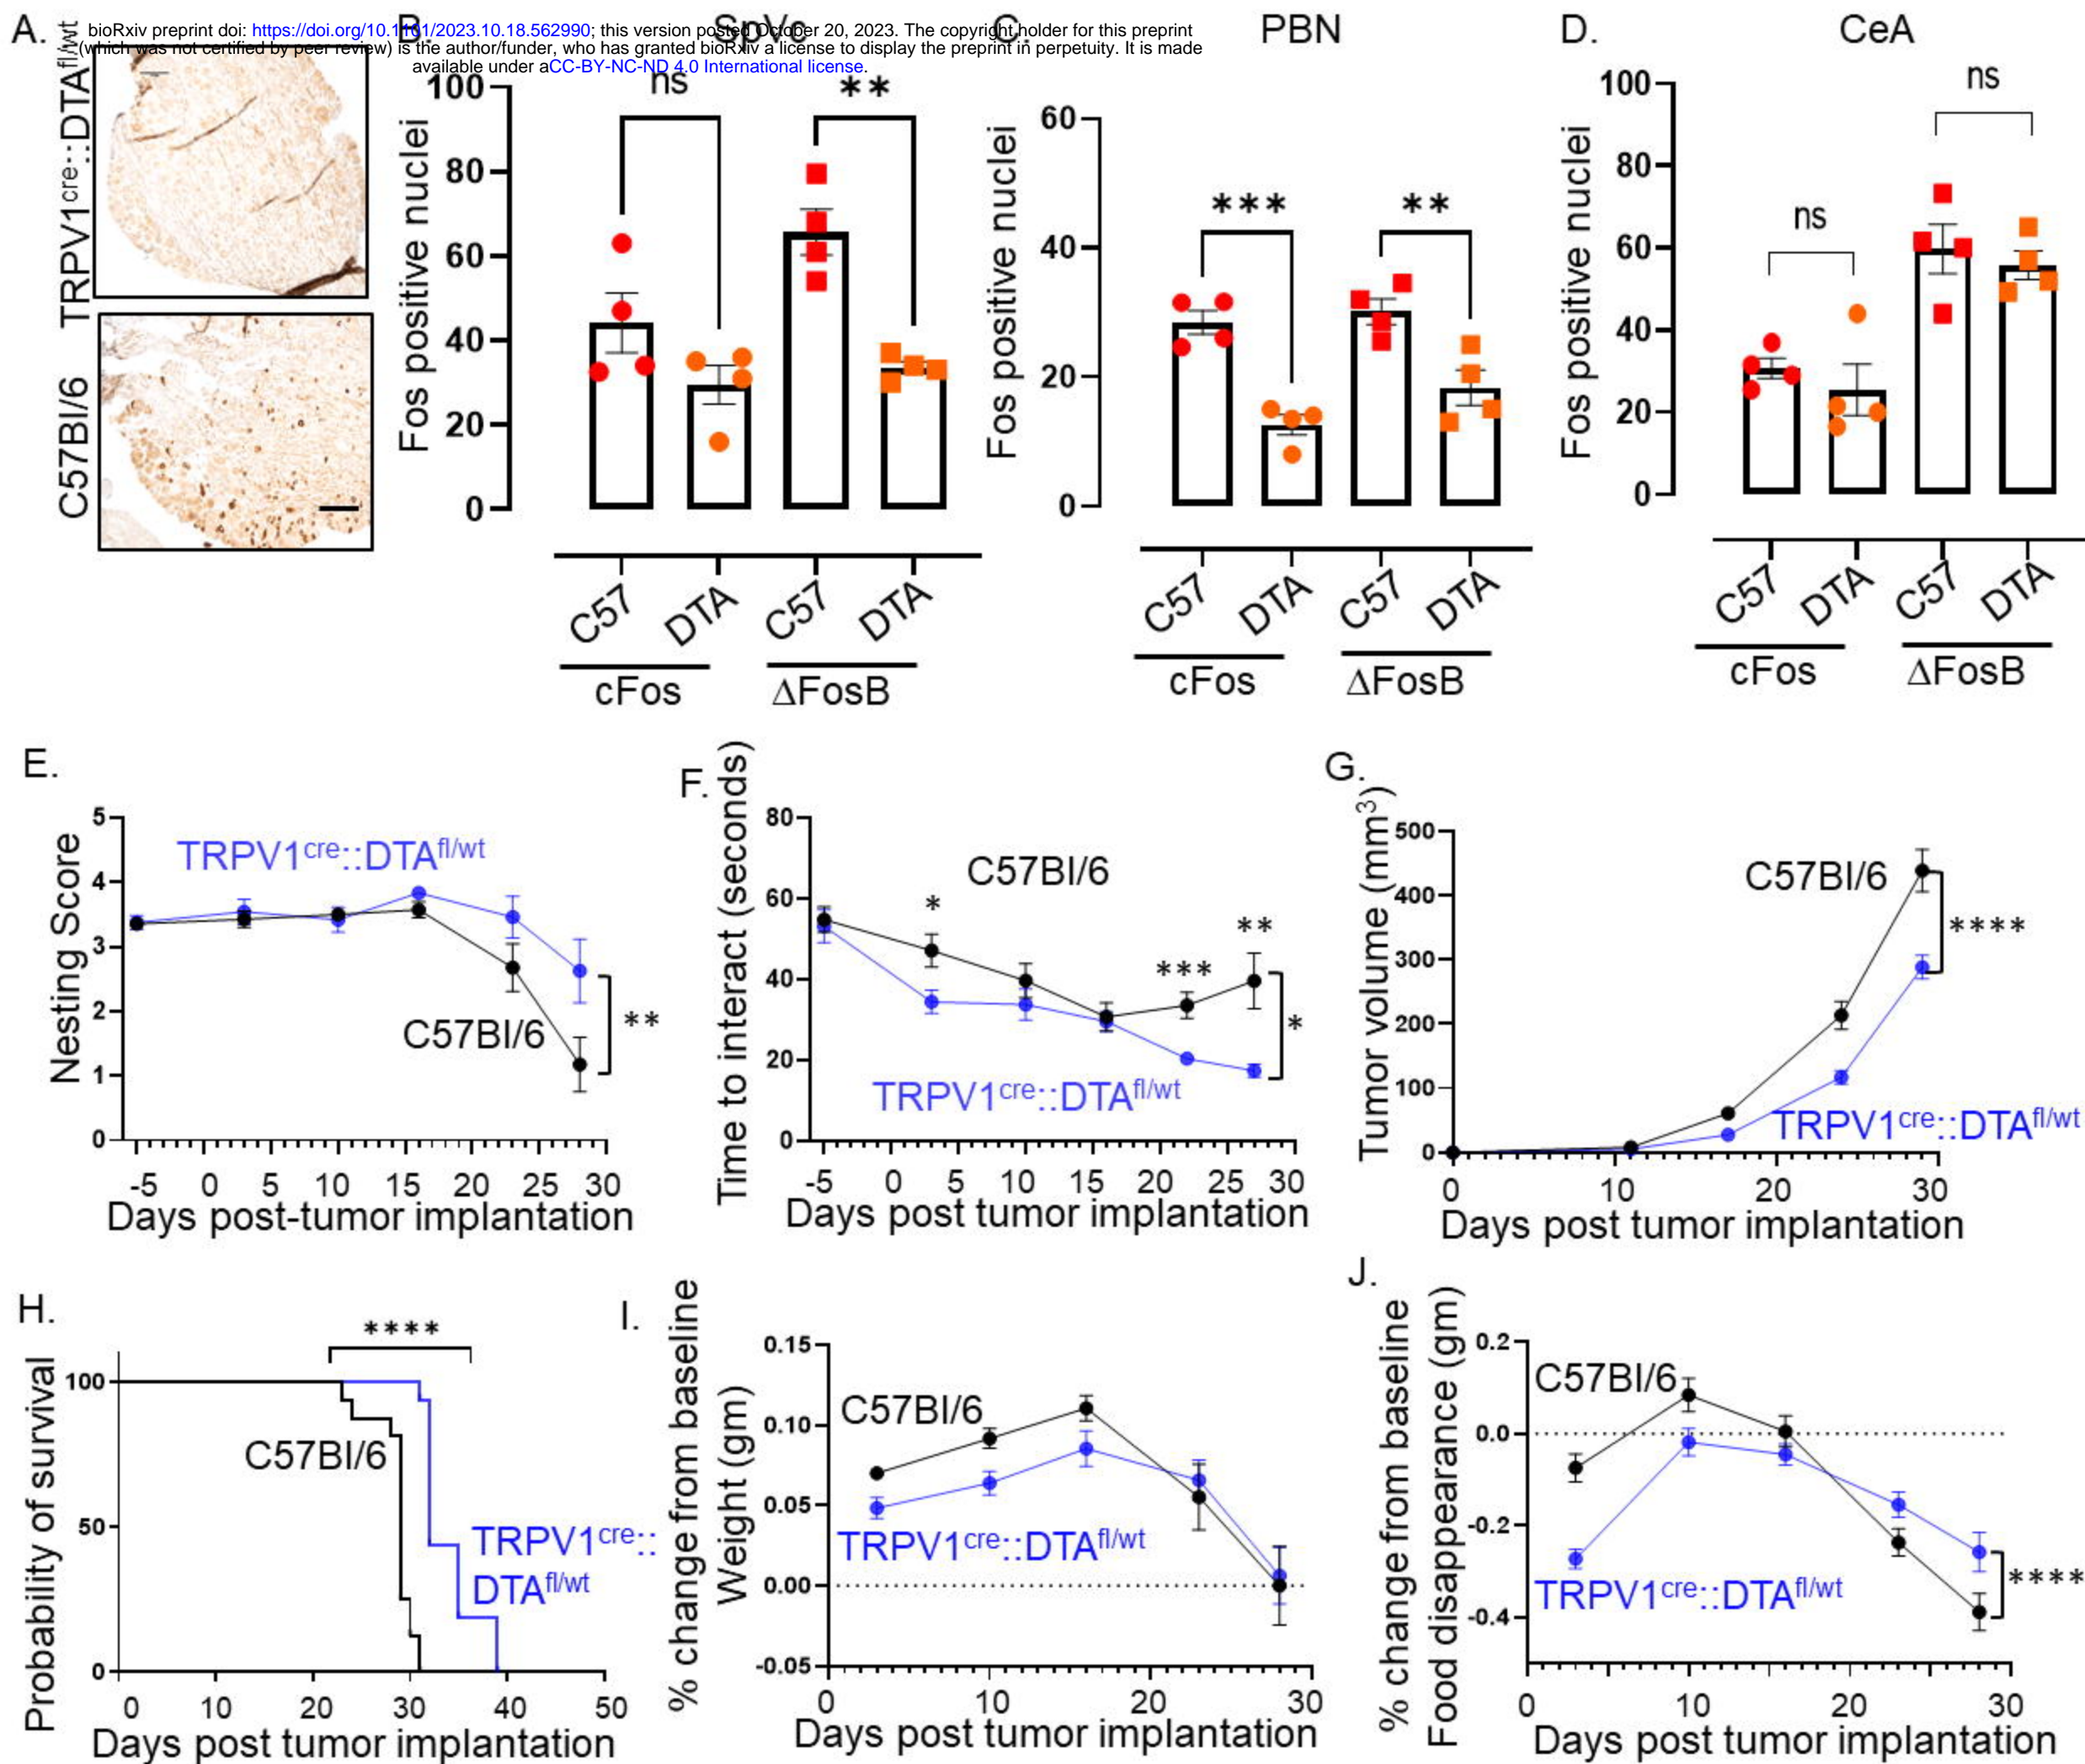 bioRxiv preprint doi: https://doi.org/10.1101/2023.10.18.562990; this version posted October 20, 2023. The copyright holder for this preprint
(which was not certified by peer review) is the author/funder, who has granted bioRxiv a license to display the preprint in perpetuity. It is made
available under aCC-BY-NC-ND 4.0 International license.
A.
TRPV1cre::DTAfl/wt
C57Bl/6
B.
SpVc
Fos positive nuclei
100
80
60
40
20
0
ns
**
C57
DTA
C57
DTA
cFos
ΔFosB
C.
PBN
Fos positive nuclei
60
40
20
0
***
**
C57
DTA
C57
DTA
cFos
ΔFosB
D.
CeA
Fos positive nuclei
100
80
60
40
20
0
ns
ns
C57
DTA
C57
DTA
cFos
ΔFosB
E.
Nesting Score
5
4
3
2
1
0
TRPV1cre::DTAfl/wt
C57Bl/6
**
-5 0 5 10 15 20 25 30
Days post-tumor implantation
F.
Time to interact (seconds)
80
60
40
20
0
C57Bl/6
*
***
**
*
TRPV1cre::DTAfl/wt
-5 0 5 10 15 20 25 30
Days post tumor implantation
G.
Tumor volume (mm3)
500
400
300
200
100
0
C57Bl/6
****
TRPV1cre::DTAfl/wt
0 10 20 30
Days post tumor implantation
H.
Probability of survival
100
50
0
****
C57Bl/6
TRPV1cre::
DTAfl/wt
0 10 20 30 40 50
Days post tumor implantation
I.
% change from baseline
Weight (gm)
0.15
0.10
0.05
0.00
-0.05
C57Bl/6
TRPV1cre::DTAfl/wt
0 10 20 30
Days post tumor implantation
J.
% change from baseline
Food disappearance (gm)
0.2
0.0
-0.2
-0.4
C57Bl/6
TRPV1cre::DTAfl/wt
****
0 10 20 30
Days post tumor implantation